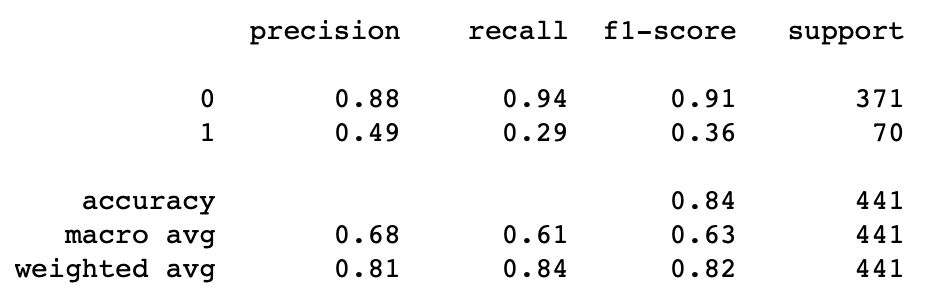 precision recall f1-score support
0 0.88 0.94 0.91 371
1 0.49 0.29 0.36 70
accuracy 0.84 441
macro avg 0.68 0.61 0.63 441
weighted avg 0.81 0.84 0.82 441